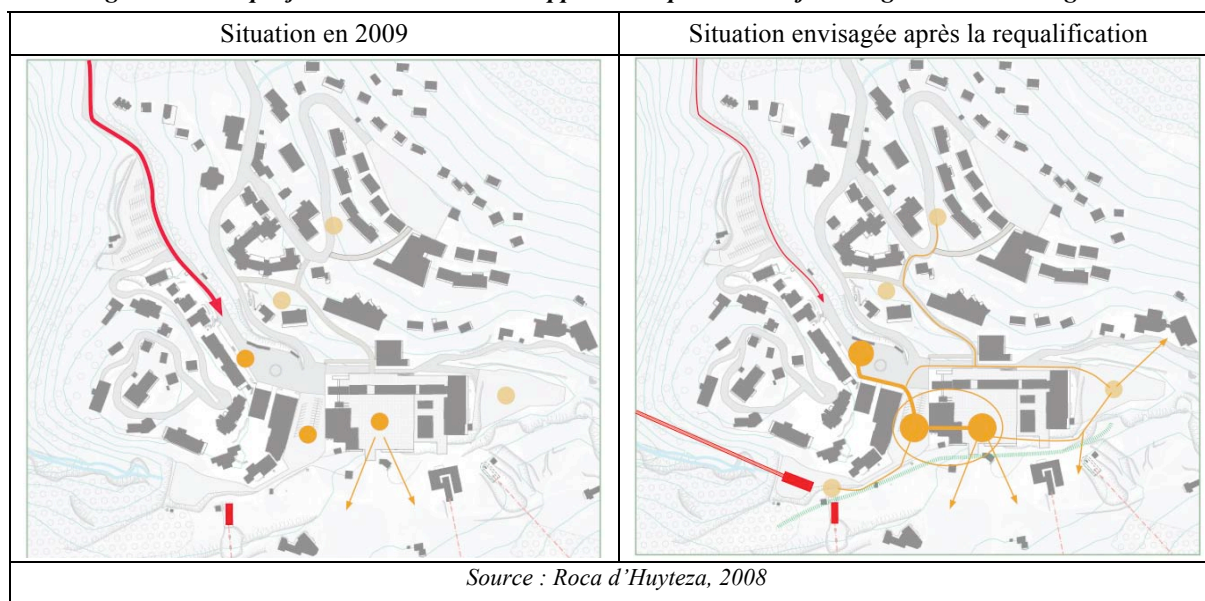 Situation en 2009
Situation envisagée après la requalification
Source : Roca d'Huyteza, 2008